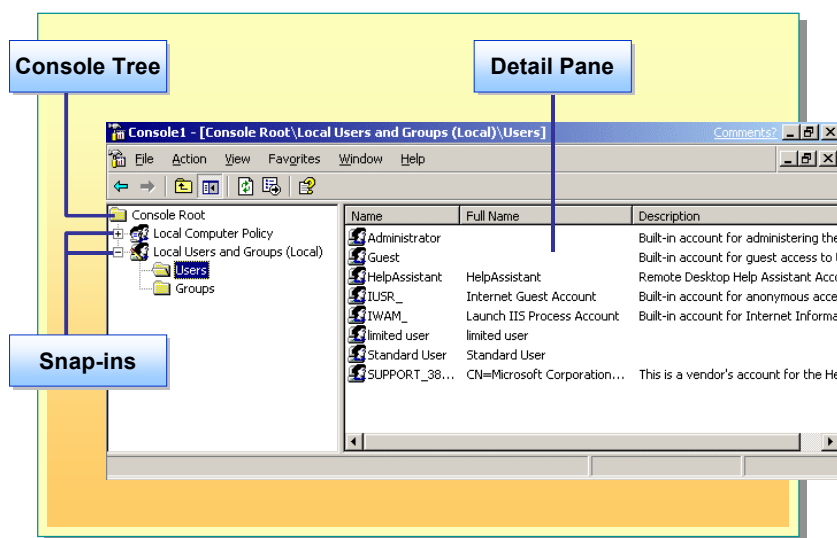 Console Tree
Detail Pane
Console1 - [Console Root\Local Users and Groups (Local)\Users]
Comments?
File Action View Favorites Window Help
Console Root
Local Computer Policy
Local Users and Groups (Local)
Users
Groups
Name Full Name Description
Administrator Built-in account for administering the
Guest Built-in account for guest access to
HelpAssistant HelpAssistant Remote Desktop Help Assistant Acco
IUSR_ Internet Guest Account Built-in account for anonymous acce
IWAM_ Launch IIS Process Account Built-in account for Internet Informa
limited user limited user
Standard User Standard User
SUPPORT_38... CN=Microsoft Corporation... This is a vendor's account for the He
Snap-ins